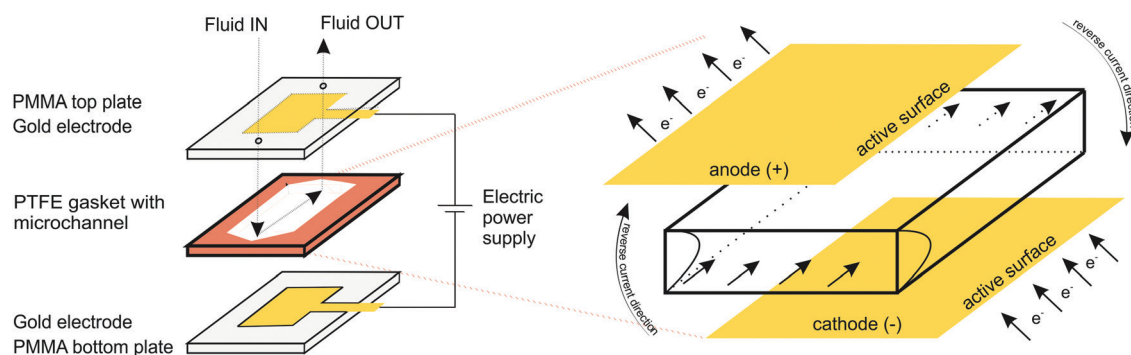 Fluid IN
Fluid OUT
PMMA top plate
Gold electrode
PTFE gasket with
microchannel
Electric
power
supply
Gold electrode
PMMA bottom plate
e-
e-
e-
e-
anode (+)
active surface
reverse current direction
reverse current direction
cathode (-)
active surface
e-
e-
e-
e-